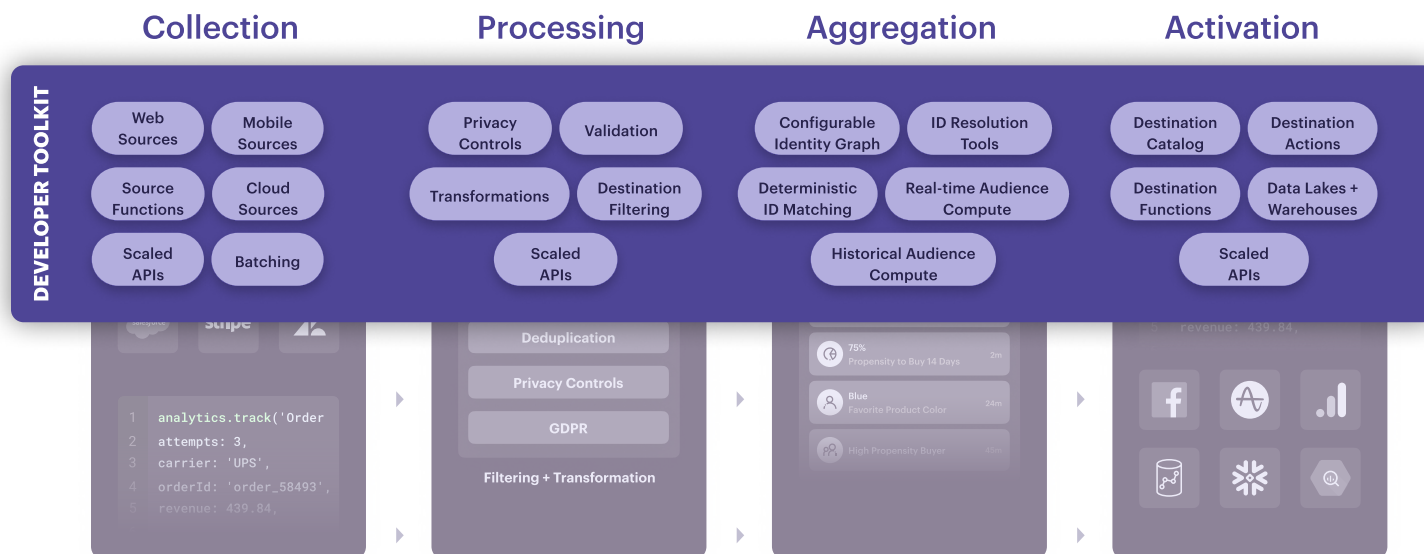 Collection
Processing
Aggregation
Activation
DEVELOPER TOOLKIT
Web
Sources
Mobile
Sources
Source
Functions
Cloud
Sources
Scaled
APIs
Batching
Privacy
Controls
Validation
Transformations
Destination
Filtering
Scaled
APIs
Configurable
Identity Graph
ID Resolution
Tools
Deterministic
ID Matching
Real-time Audience
Compute
Historical Audience
Compute
Destination
Catalog
Destination
Actions
Destination
Functions
Data Lakes +
Warehouses
Scaled
APIs
stripe
1 analytics.track('Order
2 attempts: 3,
3 carrier: 'UPS',
4 orderId: 'order_58493',
5 revenue: 439.84,
Deduplication
Privacy Controls
GDPR
Filtering + Transformation
75%
Propensity to Buy 14 Days
2m
Blue
Favorite Product Color
24m
High Propensity Buyer
5 revenue: 439.84,